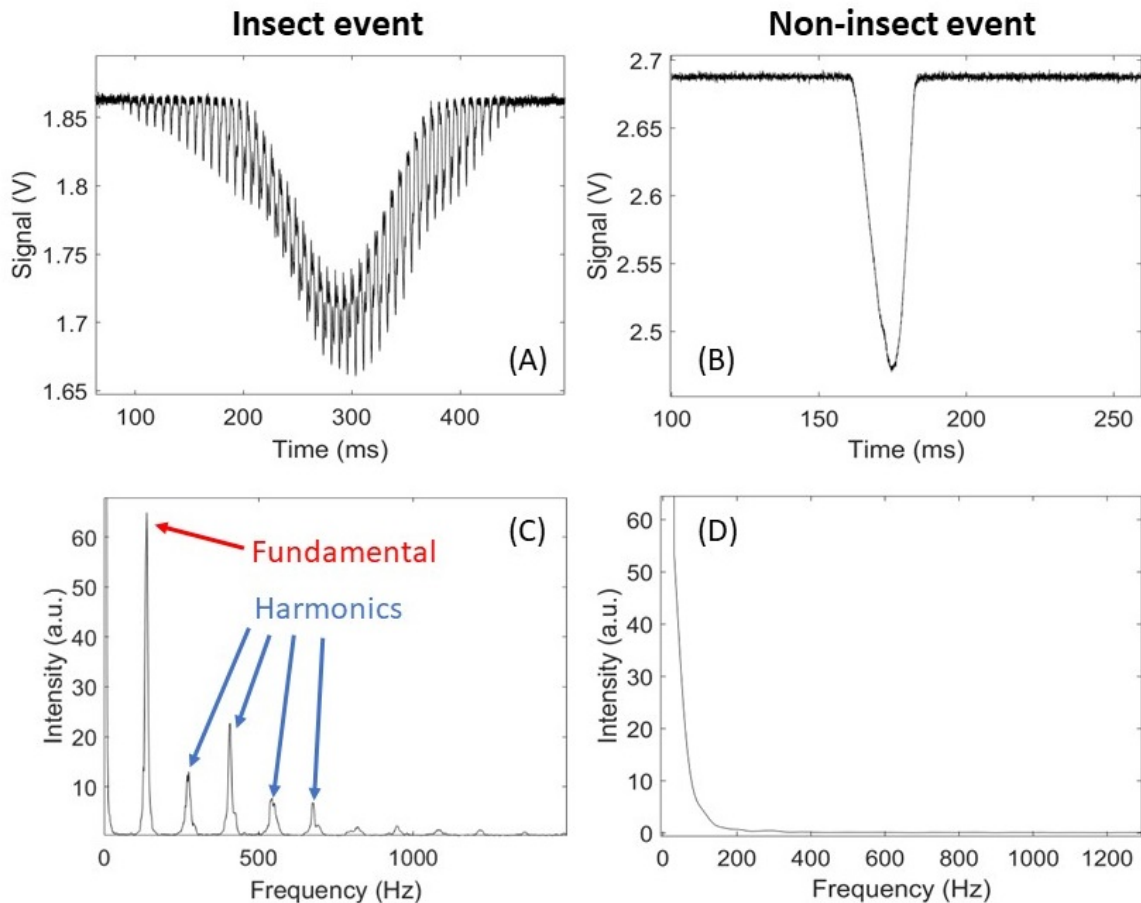 Insect event
Non-insect event
1.85
1.8
1.75
1.7
1.65
Signal (V)
100
200
300
400
Time (ms)
(A)
2.7
2.65
2.6
2.55
2.5
Signal (V)
100
150
200
250
Time (ms)
(B)
60
50
40
30
20
10
Intensity (a.u.)
0
500
1000
Frequency (Hz)
(C)
Fundamental
Harmonics
60
50
40
30
20
10
0
Intensity (a.u.)
0
200
400
600
800
1000
1200
Frequency (Hz)
(D)